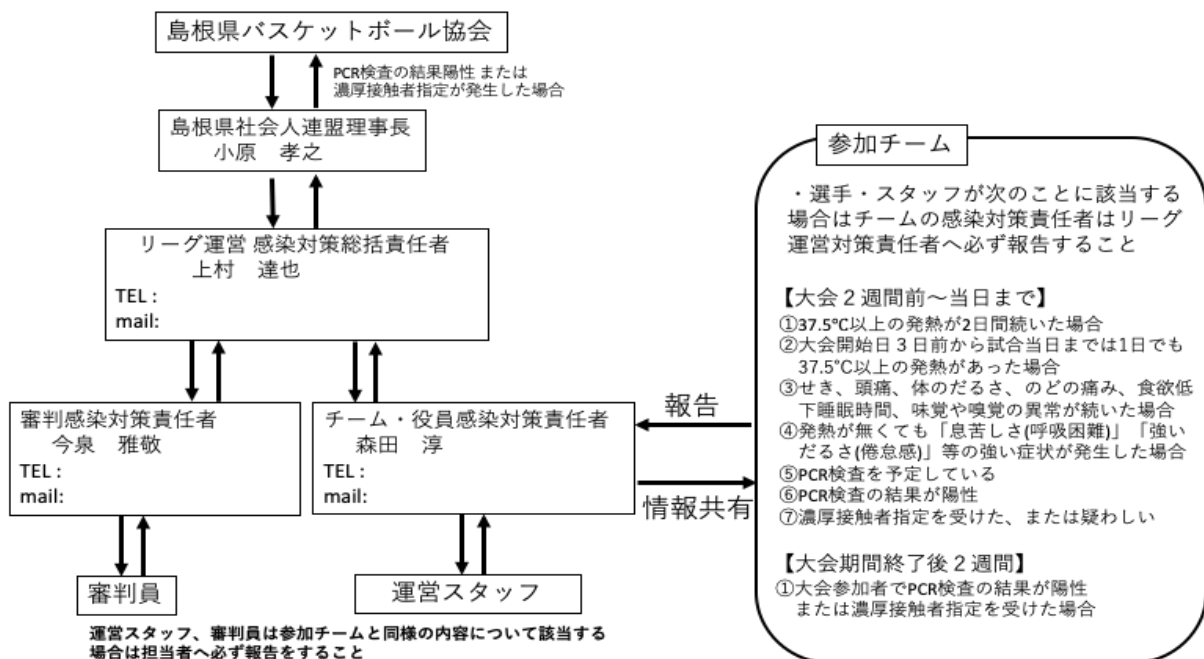 島根県バスケットボール協会
PCR検査の結果陽性 または
濃厚接触者指定が発生した場合
島根県社会人連盟理事長
小原　孝之
リーグ運営 感染対策総括責任者
上村　達也
TEL :
mail:
審判感染対策責任者
今泉　雅敬
TEL :
mail:
チーム・役員感染対策責任者
森田　淳
TEL :
mail:
報告
情報共有
審判員
運営スタッフ
運営スタッフ、審判員は参加チームと同様の内容について該当する
場合は担当者へ必ず報告をすること
参加チーム
・選手・スタッフが次のことに該当する
場合はチームの感染対策責任者はリーグ
運営対策責任者へ必ず報告すること
【大会２週間前～当日まで】
①37.5℃以上の発熱が2日間続いた場合
②大会開始日３日前から試合当日までは1日でも
37.5℃以上の発熱があった場合
③せき、頭痛、体のだるさ、のどの痛み、食欲低
下睡眠時間、味覚や嗅覚の異常が続いた場合
④発熱が無くても「息苦しさ(呼吸困難)」「強い
だるさ(倦怠感)」等の強い症状が発生した場合
⑤PCR検査を予定している
⑥PCR検査の結果が陽性
⑦濃厚接触者指定を受けた、または疑わしい
【大会期間終了後２週間】
①大会参加者でPCR検査の結果が陽性
または濃厚接触者指定を受けた場合